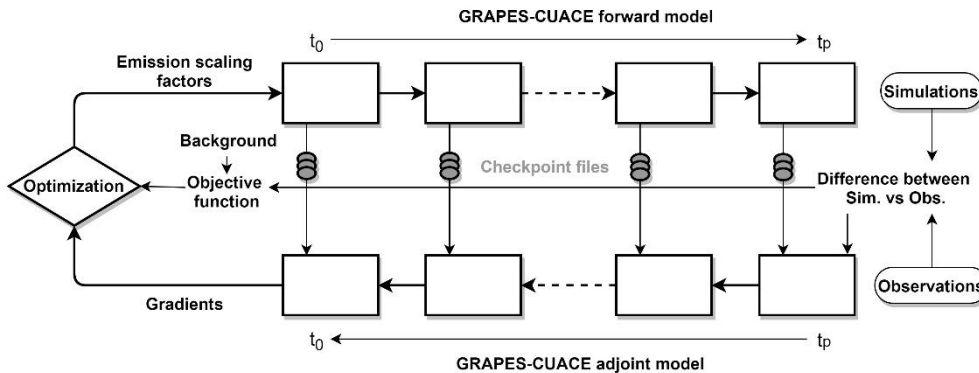 GRAPES-CUACE forward model
t0
tp
Emission scaling
factors
Simulations
Background
Checkpoint files
Optimization
Objective
function
Difference between
Sim. vs Obs.
Gradients
Observations
t0
tp
GRAPES-CUACE adjoint model